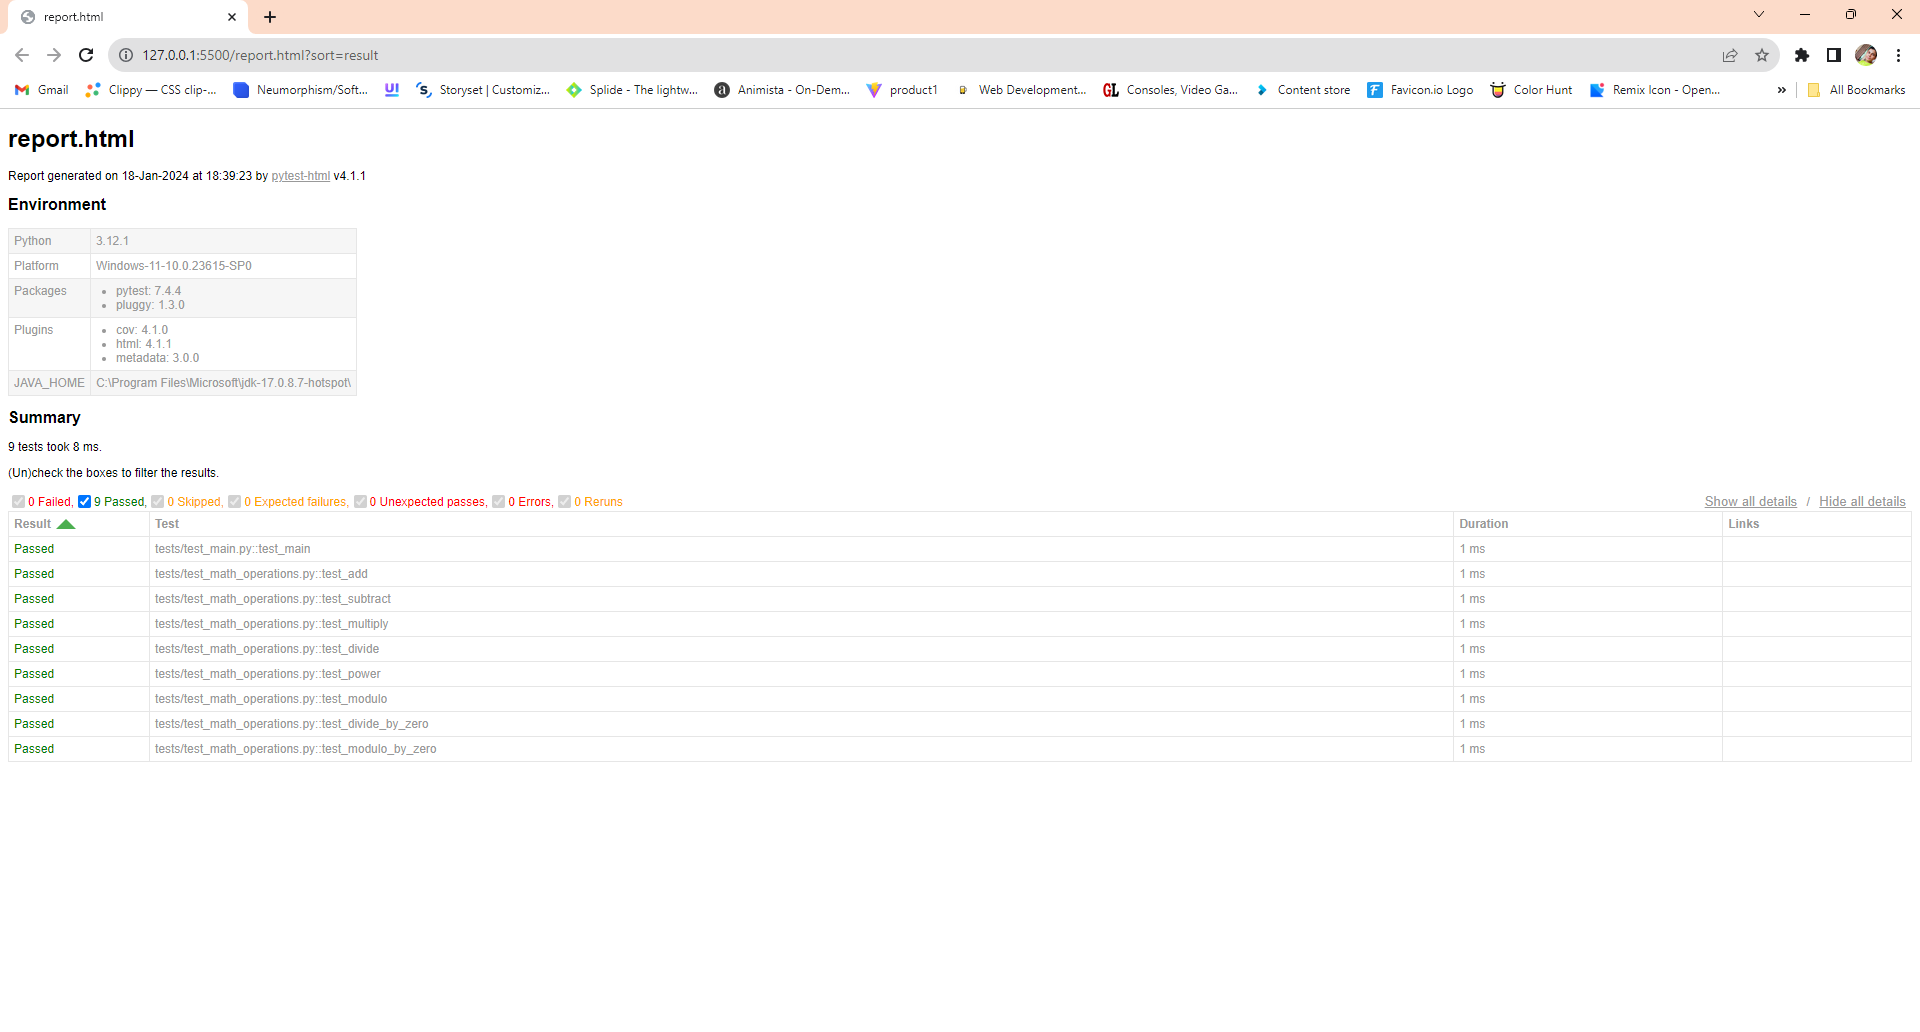 report.html
127.0.0.1:5500/report.html?sort=result
Gmail Clippy — CSS clip-... Neumorphism/Soft... UI Storyset | Customiz... Splide - The lightw... a Animista - On-Dem... product1 Web Development... GL Consoles, Video Ga... Content store F Favicon.io Logo Color Hunt Remix Icon - Open... » All Bookmarks
report.html
Report generated on 18-Jan-2024 at 18:39:23 by pytest-html v4.1.1
Environment
Python 3.12.1
Platform Windows-11-10.0.23615-SP0
Packages • pytest: 7.4.4
• pluggy: 1.3.0
Plugins • cov: 4.1.0
• html: 4.1.1
• metadata: 3.0.0
JAVA_HOME C:\Program Files\Microsoft\jdk-17.0.8.7-hotspot\
Summary
9 tests took 8 ms.
(Un)check the boxes to filter the results.
0 Failed, 9 Passed, 0 Skipped, 0 Expected failures, 0 Unexpected passes, 0 Errors, 0 Reruns Show all details / Hide all details
Result Test Duration Links
Passed tests/test_main.py::test_main 1 ms
Passed tests/test_math_operations.py::test_add 1 ms
Passed tests/test_math_operations.py::test_subtract 1 ms
Passed tests/test_math_operations.py::test_multiply 1 ms
Passed tests/test_math_operations.py::test_divide 1 ms
Passed tests/test_math_operations.py::test_power 1 ms
Passed tests/test_math_operations.py::test_modulo 1 ms
Passed tests/test_math_operations.py::test_divide_by_zero 1 ms
Passed tests/test_math_operations.py::test_modulo_by_zero 1 ms